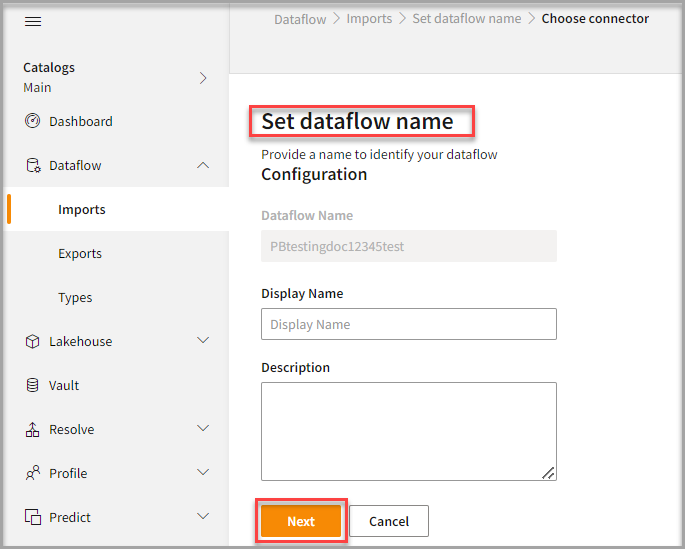 Dataflow > Imports > Set dataflow name > Choose connector
Catalogs
Main
Dashboard
Dataflow
Imports
Exports
Types
Lakehouse
Vault
Resolve
Profile
Predict
Set dataflow name
Provide a name to identify your dataflow
Configuration
Dataflow Name
PBtestingdoc12345test
Display Name
Display Name
Description
Next Cancel